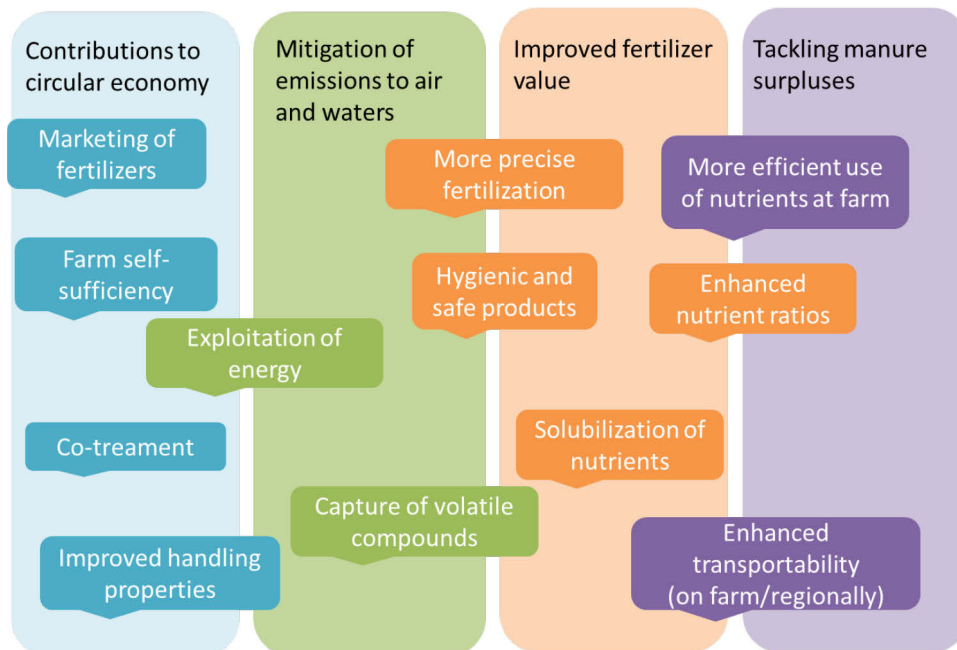 Contributions to
circular economy
Mitigation of
emissions to air
and waters
Improved fertilizer
value
Tackling manure
surpluses
Marketing of
fertilizers
More precise
fertilization
More efficient use
of nutrients at farm
Farm self-
sufficiency
Hygienic and
safe products
Enhanced
nutrient ratios
Exploitation of
energy
Co-treament
Solubilization of
nutrients
Capture of volatile
compounds
Improved handling
properties
Enhanced
transportability
(on farm/regionally)